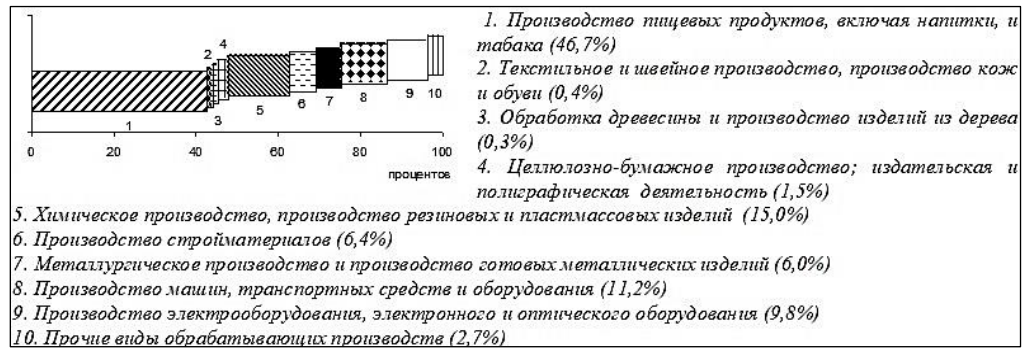 1. Производство пищевых продуктов, включая напитки, и
табака (46,7%)
2. Текстильное и швейное производство, производство кож
и обуви (0,4%)
3. Обработка древесины и производство изделий из дерева
(0,3%)
4. Целлюлозно-бумажное производство; издательская и
полиграфическая деятельность (1,5%)
2 4
1 3 5 6 7 8 9 10
0 20 40 60 80 100
процентов
5. Химическое производство, производство резиновых и пластмассовых изделий (15,0%)
6. Производство стройматериалов (6,4%)
7. Металлургическое производство и производство готовых металлических изделий (6,0%)
8. Производство машин, транспортных средств и оборудования (11,2%)
9. Производство электрооборудования, электронного и оптического оборудования (9,8%)
10. Прочие виды обрабатывающих производств (2,7%)